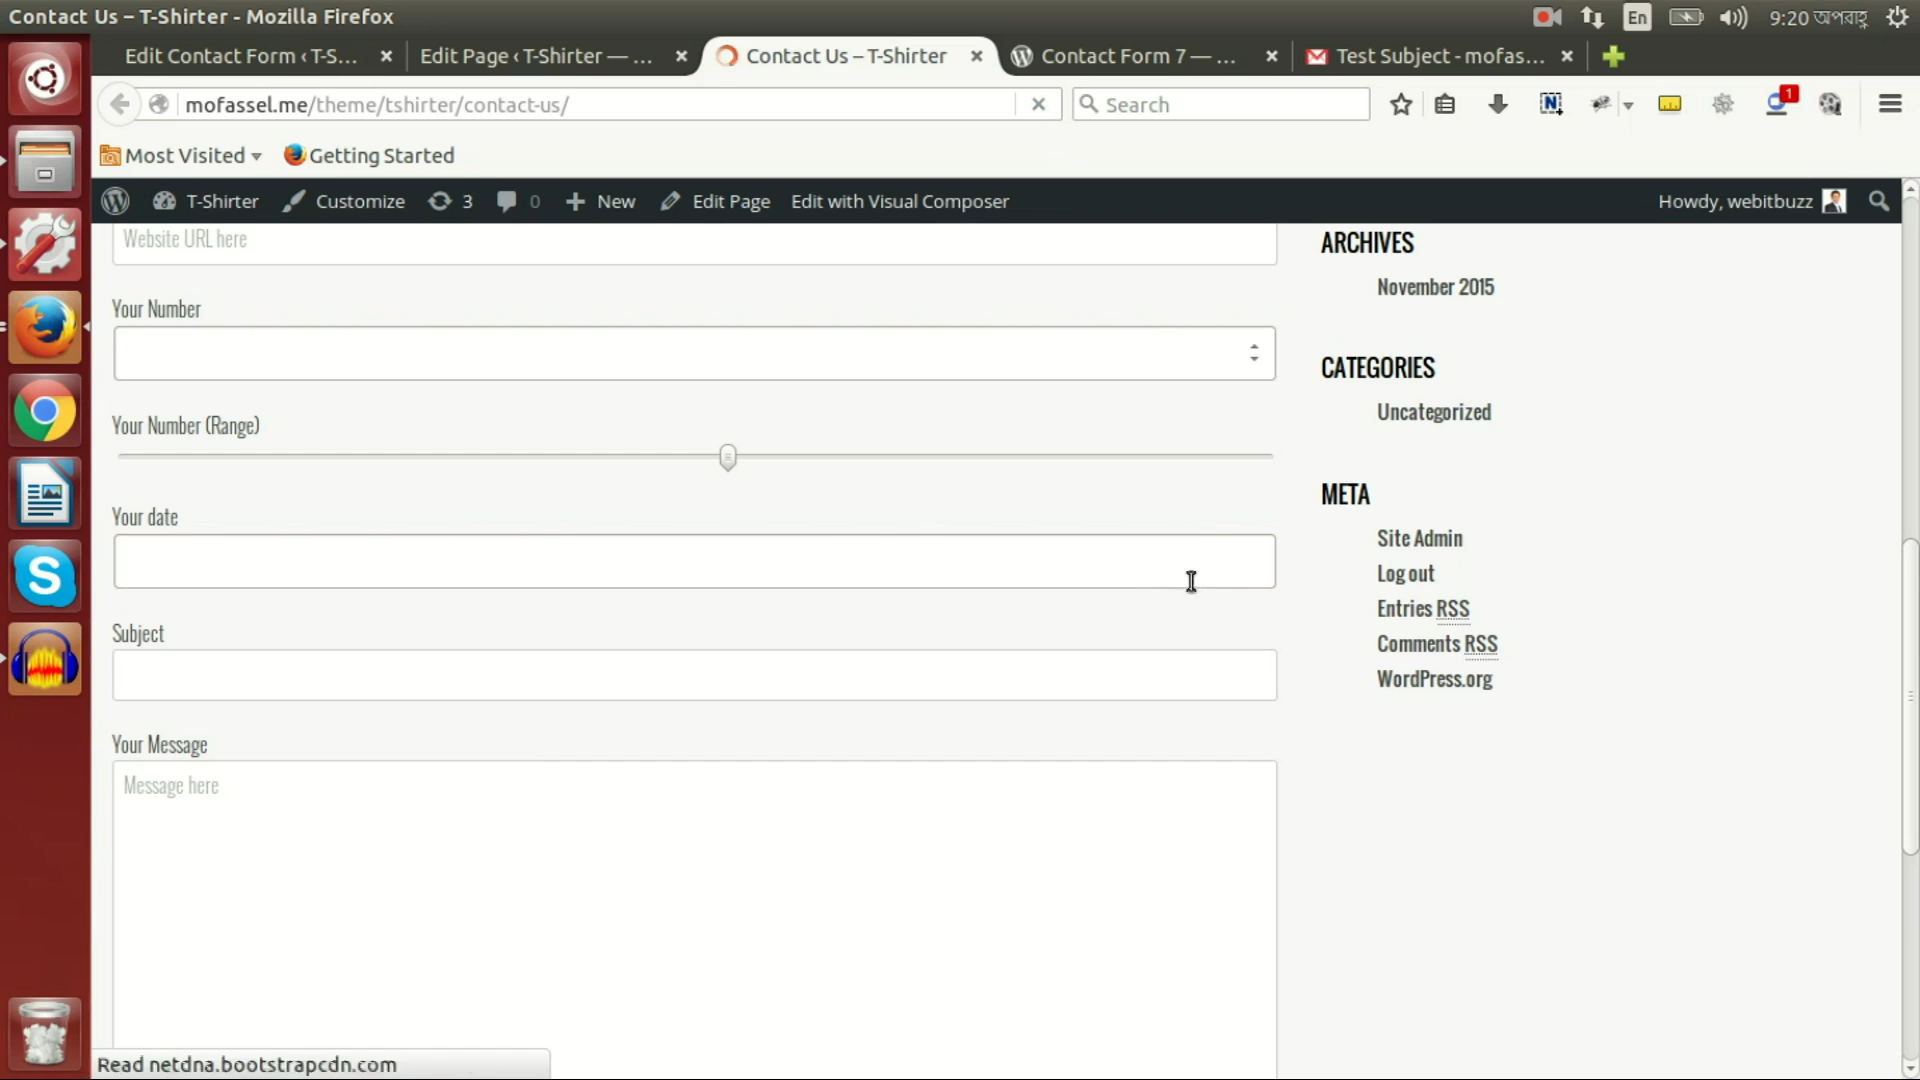 Contact Us – T-Shirter - Mozilla Firefox
En
9:20 অপরাহ্ণ
Edit Contact Form ‹ T-S...
Edit Page ‹ T-Shirter — ...
Contact Us – T-Shirter
Contact Form 7 — ...
Test Subject - mofas...
mofassel.me/theme/tshirter/contact-us/
Search
1
Most Visited
Getting Started
T-Shirter
Customize
3
0
New
Edit Page
Edit with Visual Composer
Howdy, webitbuzz
Website URL here
Your Number
Your Number (Range)
Your date
Subject
Your Message
Message here
ARCHIVES
November 2015
CATEGORIES
Uncategorized
META
Site Admin
Log out
Entries RSS
Comments RSS
WordPress.org
Read netdna.bootstrapcdn.com